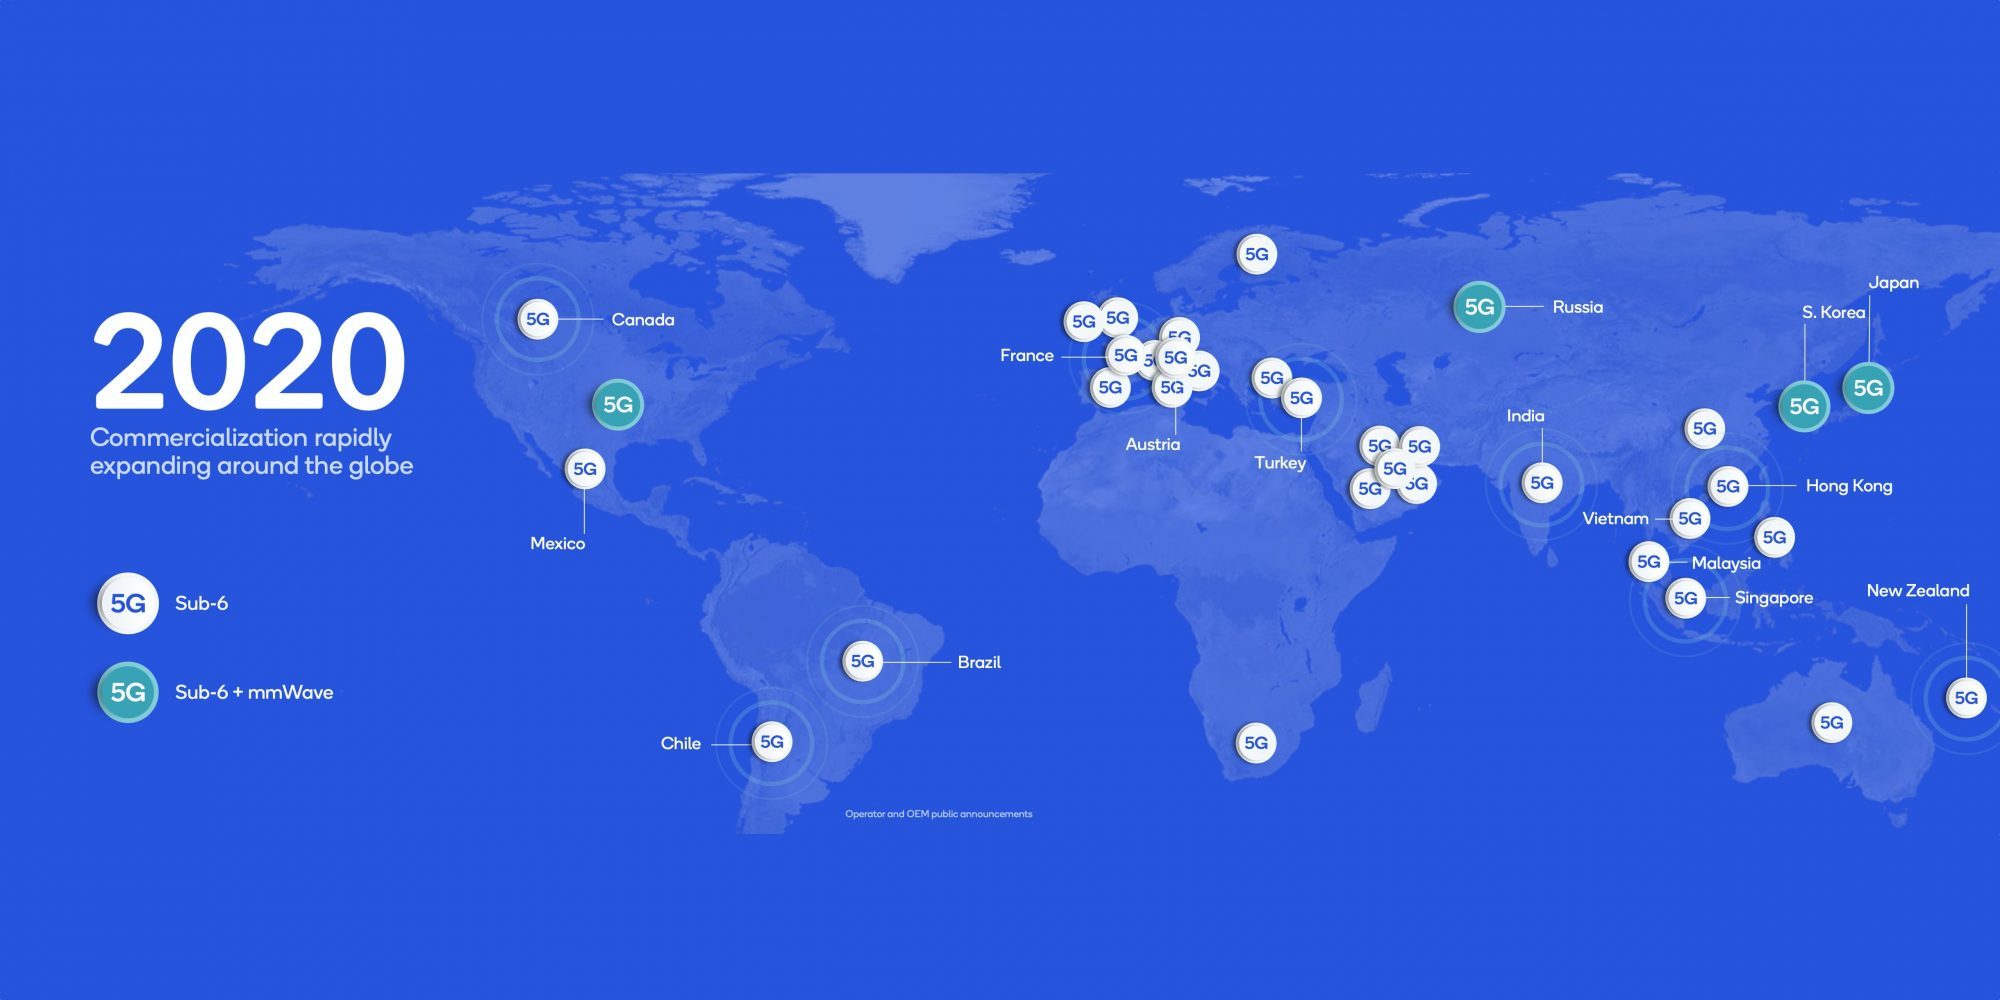 2020
Commercialization rapidly
expanding around the globe
5G Sub-6
5G Sub-6 + mmWave
5G Canada
5G
5G
Mexico
5G Brazil
Chile 5G
Operator and OEM public announcements
5G
5G
5G
5G
France 5G
5G
5G
5G
5G
5G
5G
Austria
5G
5G
Turkey
5G
5G
5G
5G
5G
5G
5G Russia
India
5G
Japan
S. Korea
5G
5G
5G
5G Hong Kong
Vietnam 5G
5G
5G Malaysia
5G Singapore
New Zealand
5G
5G